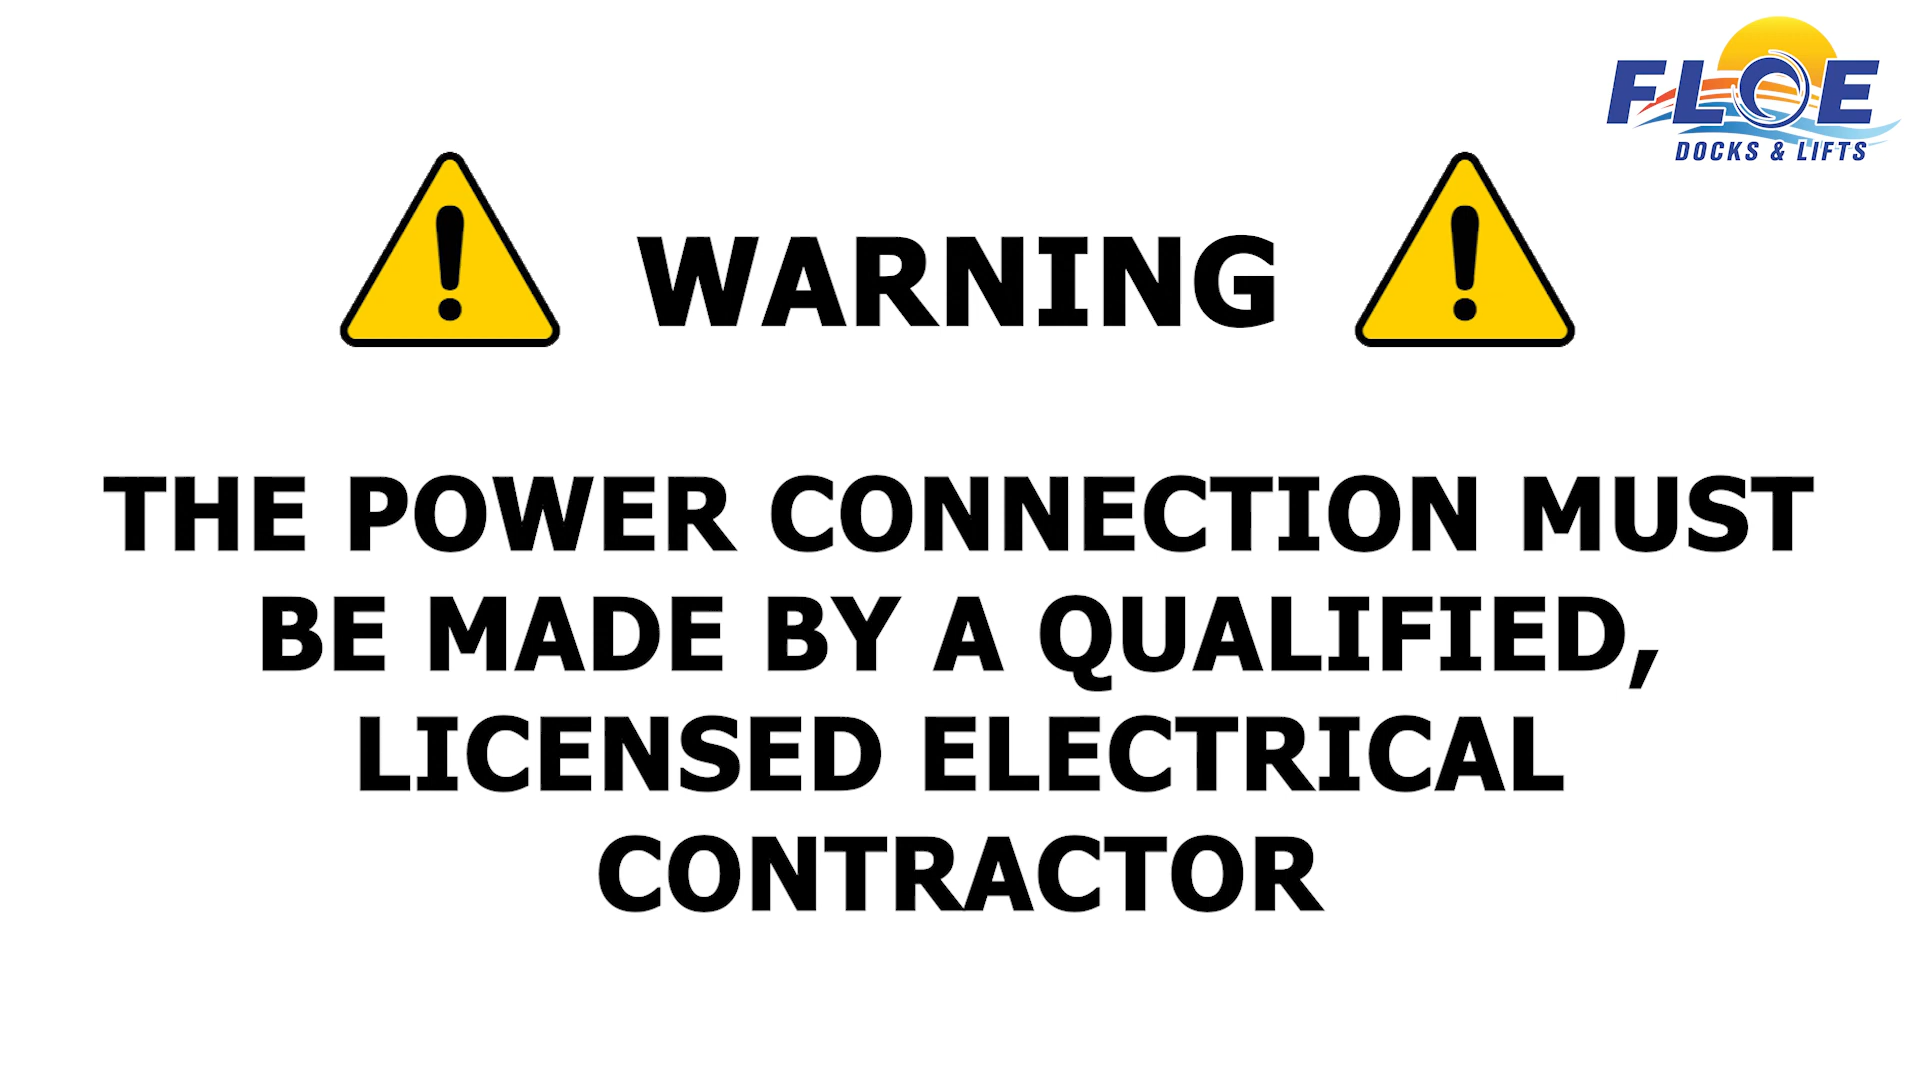 FLOE
DOCKS & LIFTS
WARNING
THE POWER CONNECTION MUST
BE MADE BY A QUALIFIED,
LICENSED ELECTRICAL
CONTRACTOR